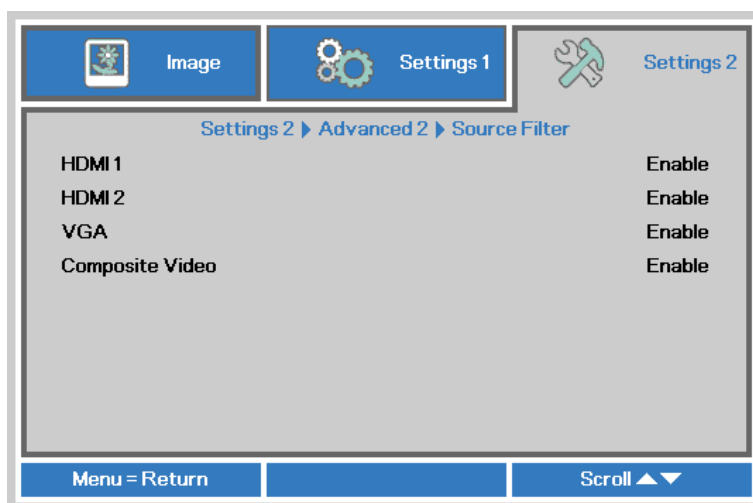 Image Settings 1 Settings 2
Settings 2 ▶ Advanced 2 ▶ Source Filter
HDMI 1 Enable
HDMI 2 Enable
VGA Enable
Composite Video Enable
Menu = Return Scroll ▲▼